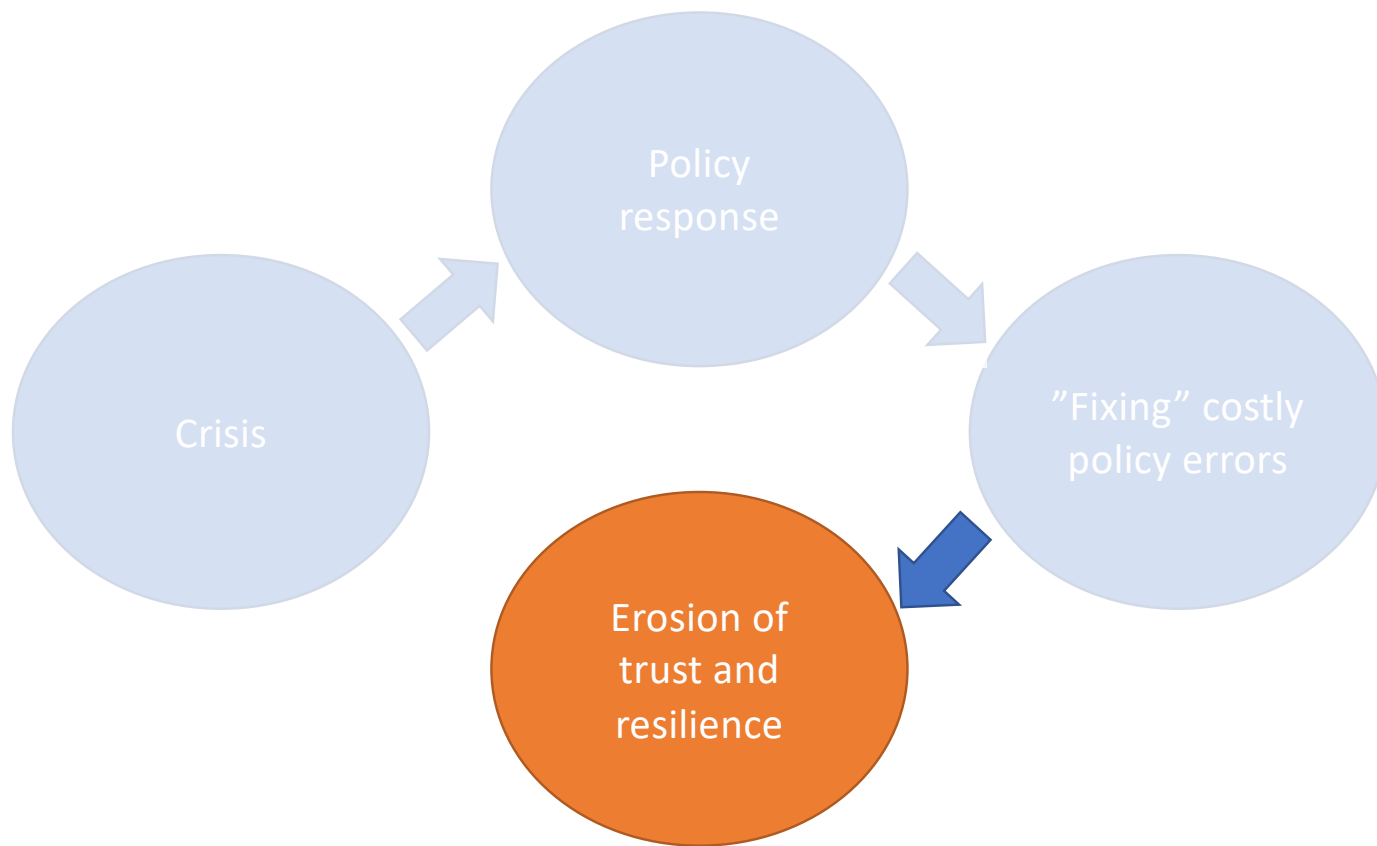 Policy
response
Crisis
”Fixing” costly
policy errors
Erosion of
trust and
resilience